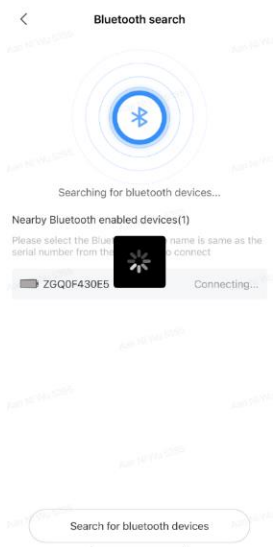 Bluetooth search
Searching for bluetooth devices...
Nearby Bluetooth enabled devices(1)
Please select the name is same as the
serial number from the o connect
ZGQ0F430E5 Connecting...
Search for bluetooth devices